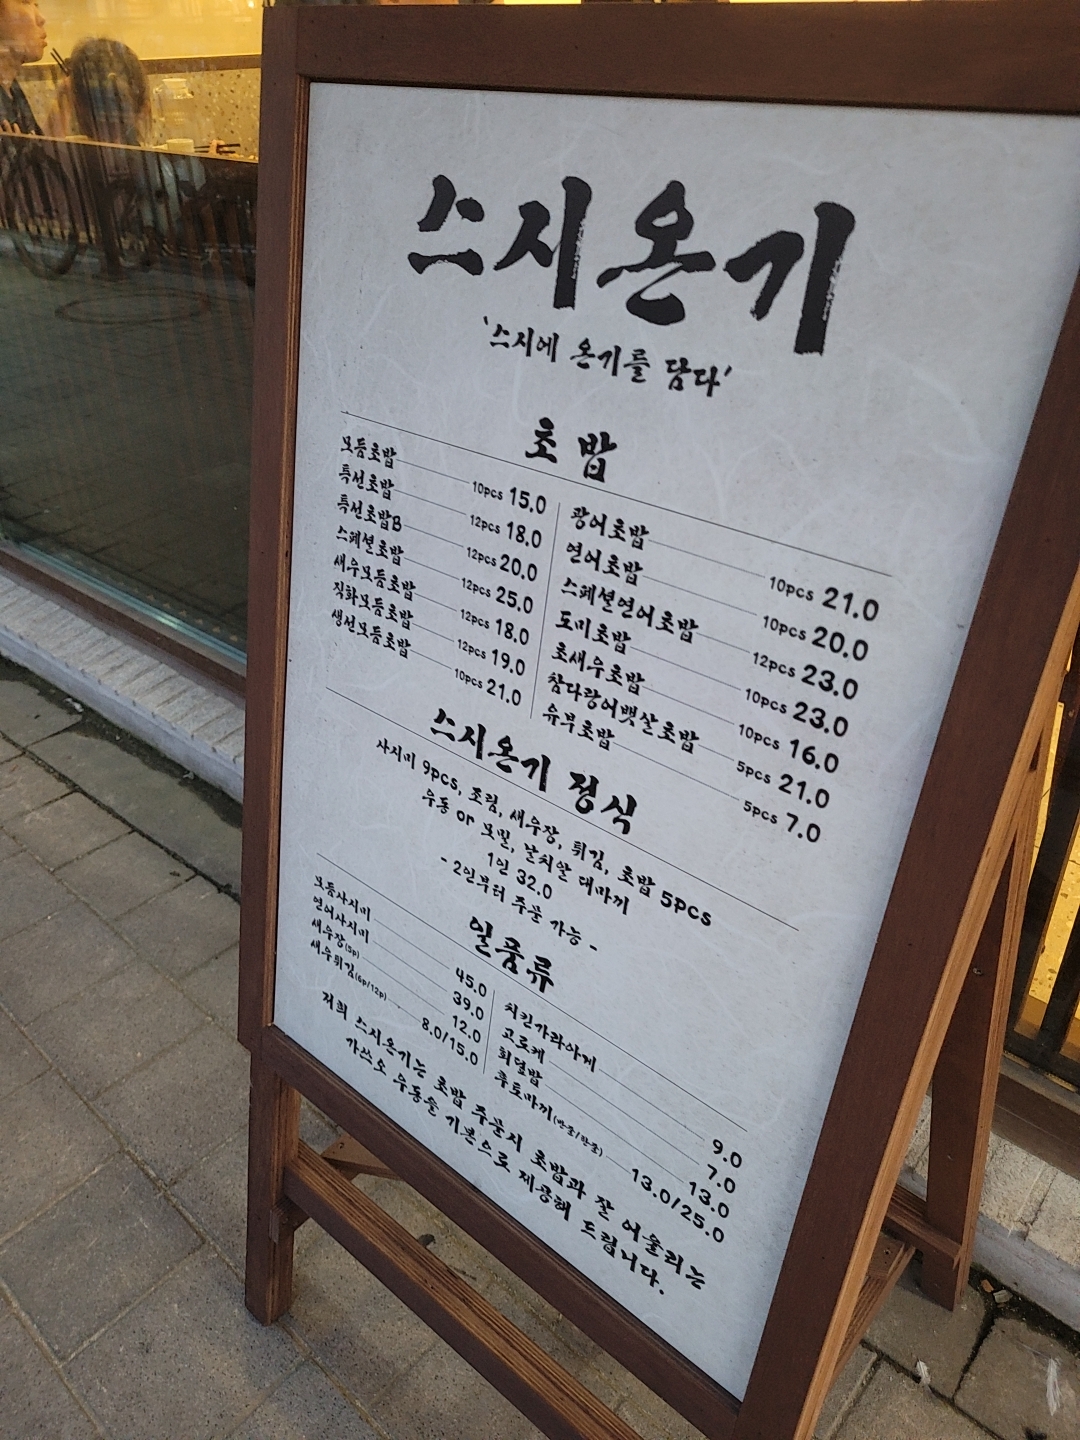 스시온기
'스시에 온기를 담다'
초밥
모듬초밥 10pcs 15.0
특선초밥 12pcs 18.0
특선초밥B 12pcs 20.0
스페셜초밥 12pcs 25.0
새우모듬초밥 12pcs 18.0
직화모듬초밥 12pcs 19.0
생선모듬초밥 10pcs 21.0
광어초밥 10pcs 21.0
연어초밥 10pcs 20.0
스페셜연어초밥 12pcs 23.0
도미초밥 10pcs 23.0
초새우초밥 10pcs 16.0
참다랑어뱃살초밥 5pcs 21.0
유부초밥 5pcs 7.0
스시온기 정식
사시미 9pcs, 조림, 새우장, 튀김, 초밥 5pcs
우동 or 모밀, 날치알 대마끼
1인 32.0
- 2인부터 주문 가능 -
일품류
모듬사시미 45.0
연어사시미 39.0
새우장(5p) 12.0
새우튀김(6p/12p) 8.0/15.0
치킨가라아게 9.0
고로케 7.0
회덮밥 13.0
후토마끼(반줄/한줄) 13.0/25.0
저희 스시온기는 초밥 주문시 초밥과 잘 어울리는
가쓰오 우동을 기본으로 제공해 드립니다.